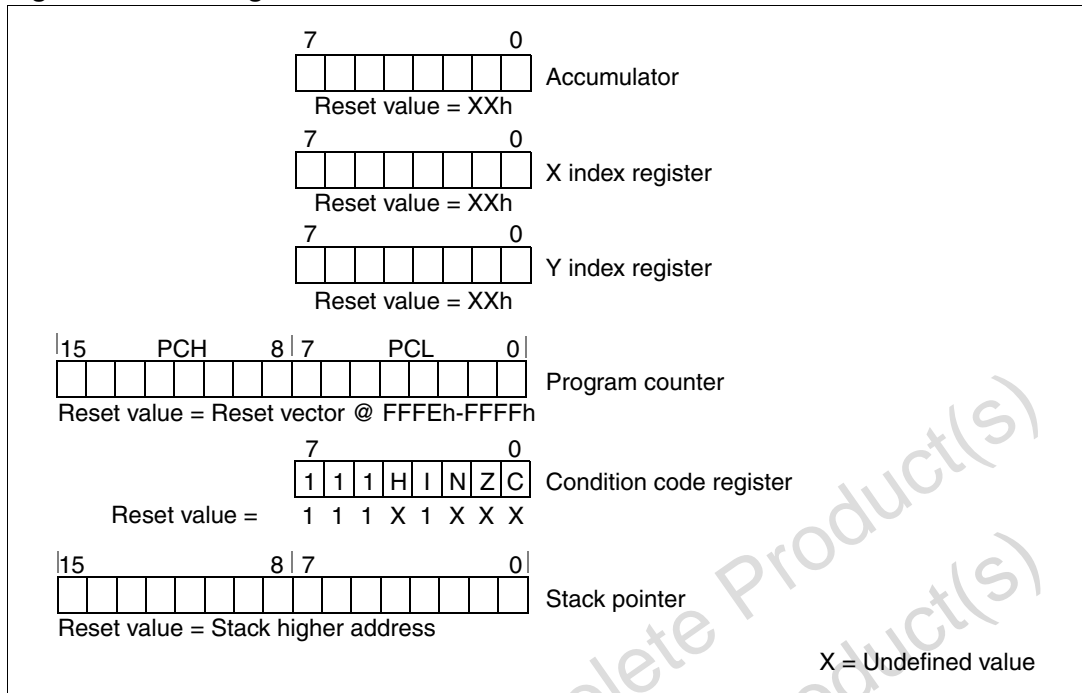 7 0
Accumulator
Reset value = XXh
7 0
X index register
Reset value = XXh
7 0
Y index register
Reset value = XXh
15 PCH 8 7 PCL 0
Program counter
Reset value = Reset vector @ FFFEh-FFFFh
7 0
1 1 1 H I N Z C Condition code register
Reset value = 1 1 1 X 1 X X X
15 8 7 0
Stack pointer
Reset value = Stack higher address
X = Undefined value
lete Product(s)
oduct(s)